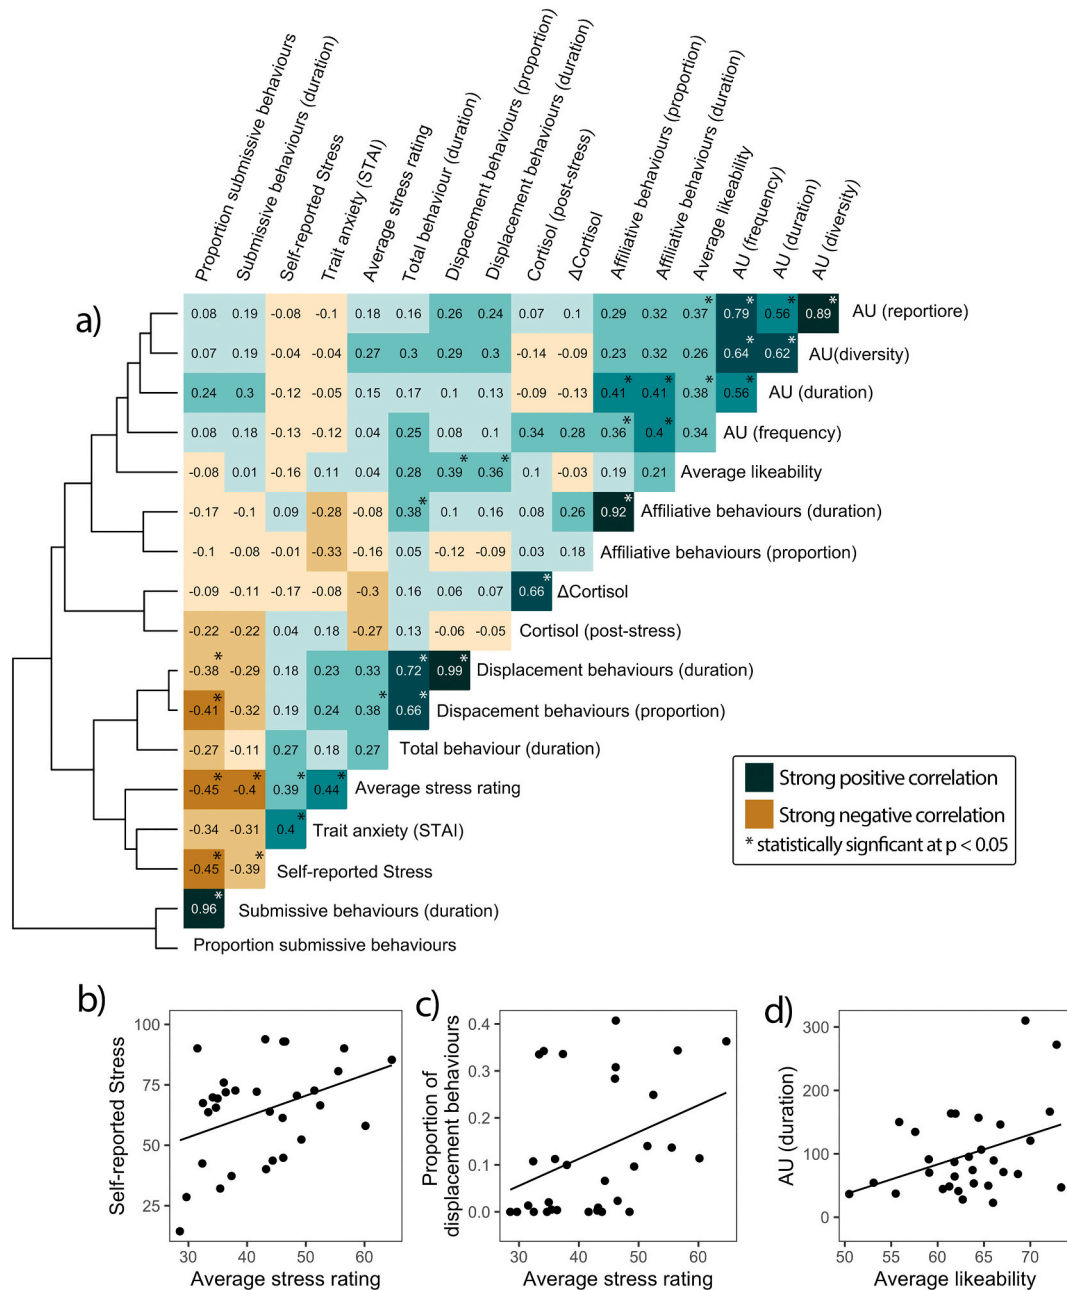 Proportion submissive behaviours
Submissive behaviours (duration)
Self-reported Stress
Trait anxiety (STAI)
Average stress rating
Total behaviour (duration)
Dispacement behaviours (proportion)
Displacement behaviours (duration)
Cortisol (post-stress)
ΔCortisol
Affiliative behaviours (proportion)
Affiliative behaviours (duration)
Average likeability
AU (frequency)
AU (duration)
AU (diversity)
a)
0.08 0.19 -0.08 -0.1 0.18 0.16 0.26 0.24 0.07 0.1 0.29 0.32 0.37* 0.79* 0.56* 0.89* AU (reportiore)
0.07 0.19 -0.04 -0.04 0.27 0.3 0.29 0.3 -0.14 -0.09 0.23 0.32 0.26 0.64* 0.62* AU(diversity)
0.24 0.3 -0.12 -0.05 0.15 0.17 0.1 0.13 -0.09 -0.13 0.41* 0.41* 0.38* 0.56* AU (duration)
0.08 0.18 -0.13 -0.12 0.04 0.25 0.08 0.1 0.34 0.28 0.36* 0.4* 0.34 AU (frequency)
-0.08 0.01 -0.16 0.11 0.04 0.28 0.39* 0.36* 0.1 -0.03 0.19 0.21 Average likeability
-0.17 -0.1 0.09 -0.28 -0.08 0.38* 0.1 0.16 0.08 0.26 0.92* Affiliative behaviours (duration)
-0.1 -0.08 -0.01 -0.33 -0.16 0.05 -0.12 -0.09 0.03 0.18 Affiliative behaviours (proportion)
-0.09 -0.11 -0.17 -0.08 -0.3 0.16 0.06 0.07 0.66* ΔCortisol
-0.22 -0.22 0.04 0.18 -0.27 0.13 -0.06 -0.05 Cortisol (post-stress)
-0.38* -0.29 0.18 0.23 0.33 0.72* 0.99* Displacement behaviours (duration)
-0.41* -0.32 0.19 0.24 0.38* 0.66* Dispacement behaviours (proportion)
-0.27 -0.11 0.27 0.18 0.27 Total behaviour (duration)
-0.45* -0.4* 0.39* 0.44* Average stress rating
-0.34 -0.31 0.4* Trait anxiety (STAI)
-0.45* -0.39* Self-reported Stress
0.96* Submissive behaviours (duration)
Proportion submissive behaviours
Strong positive correlation
Strong negative correlation
* statistically signficant at p < 0.05
b)
Self-reported Stress
100
75
50
25
30 40 50 60
Average stress rating
c)
Proportion of
displacement behaviours
0.4
0.3
0.2
0.1
0.0
30 40 50 60
Average stress rating
d)
AU (duration)
300
200
100
0
50 55 60 65 70
Average likeability